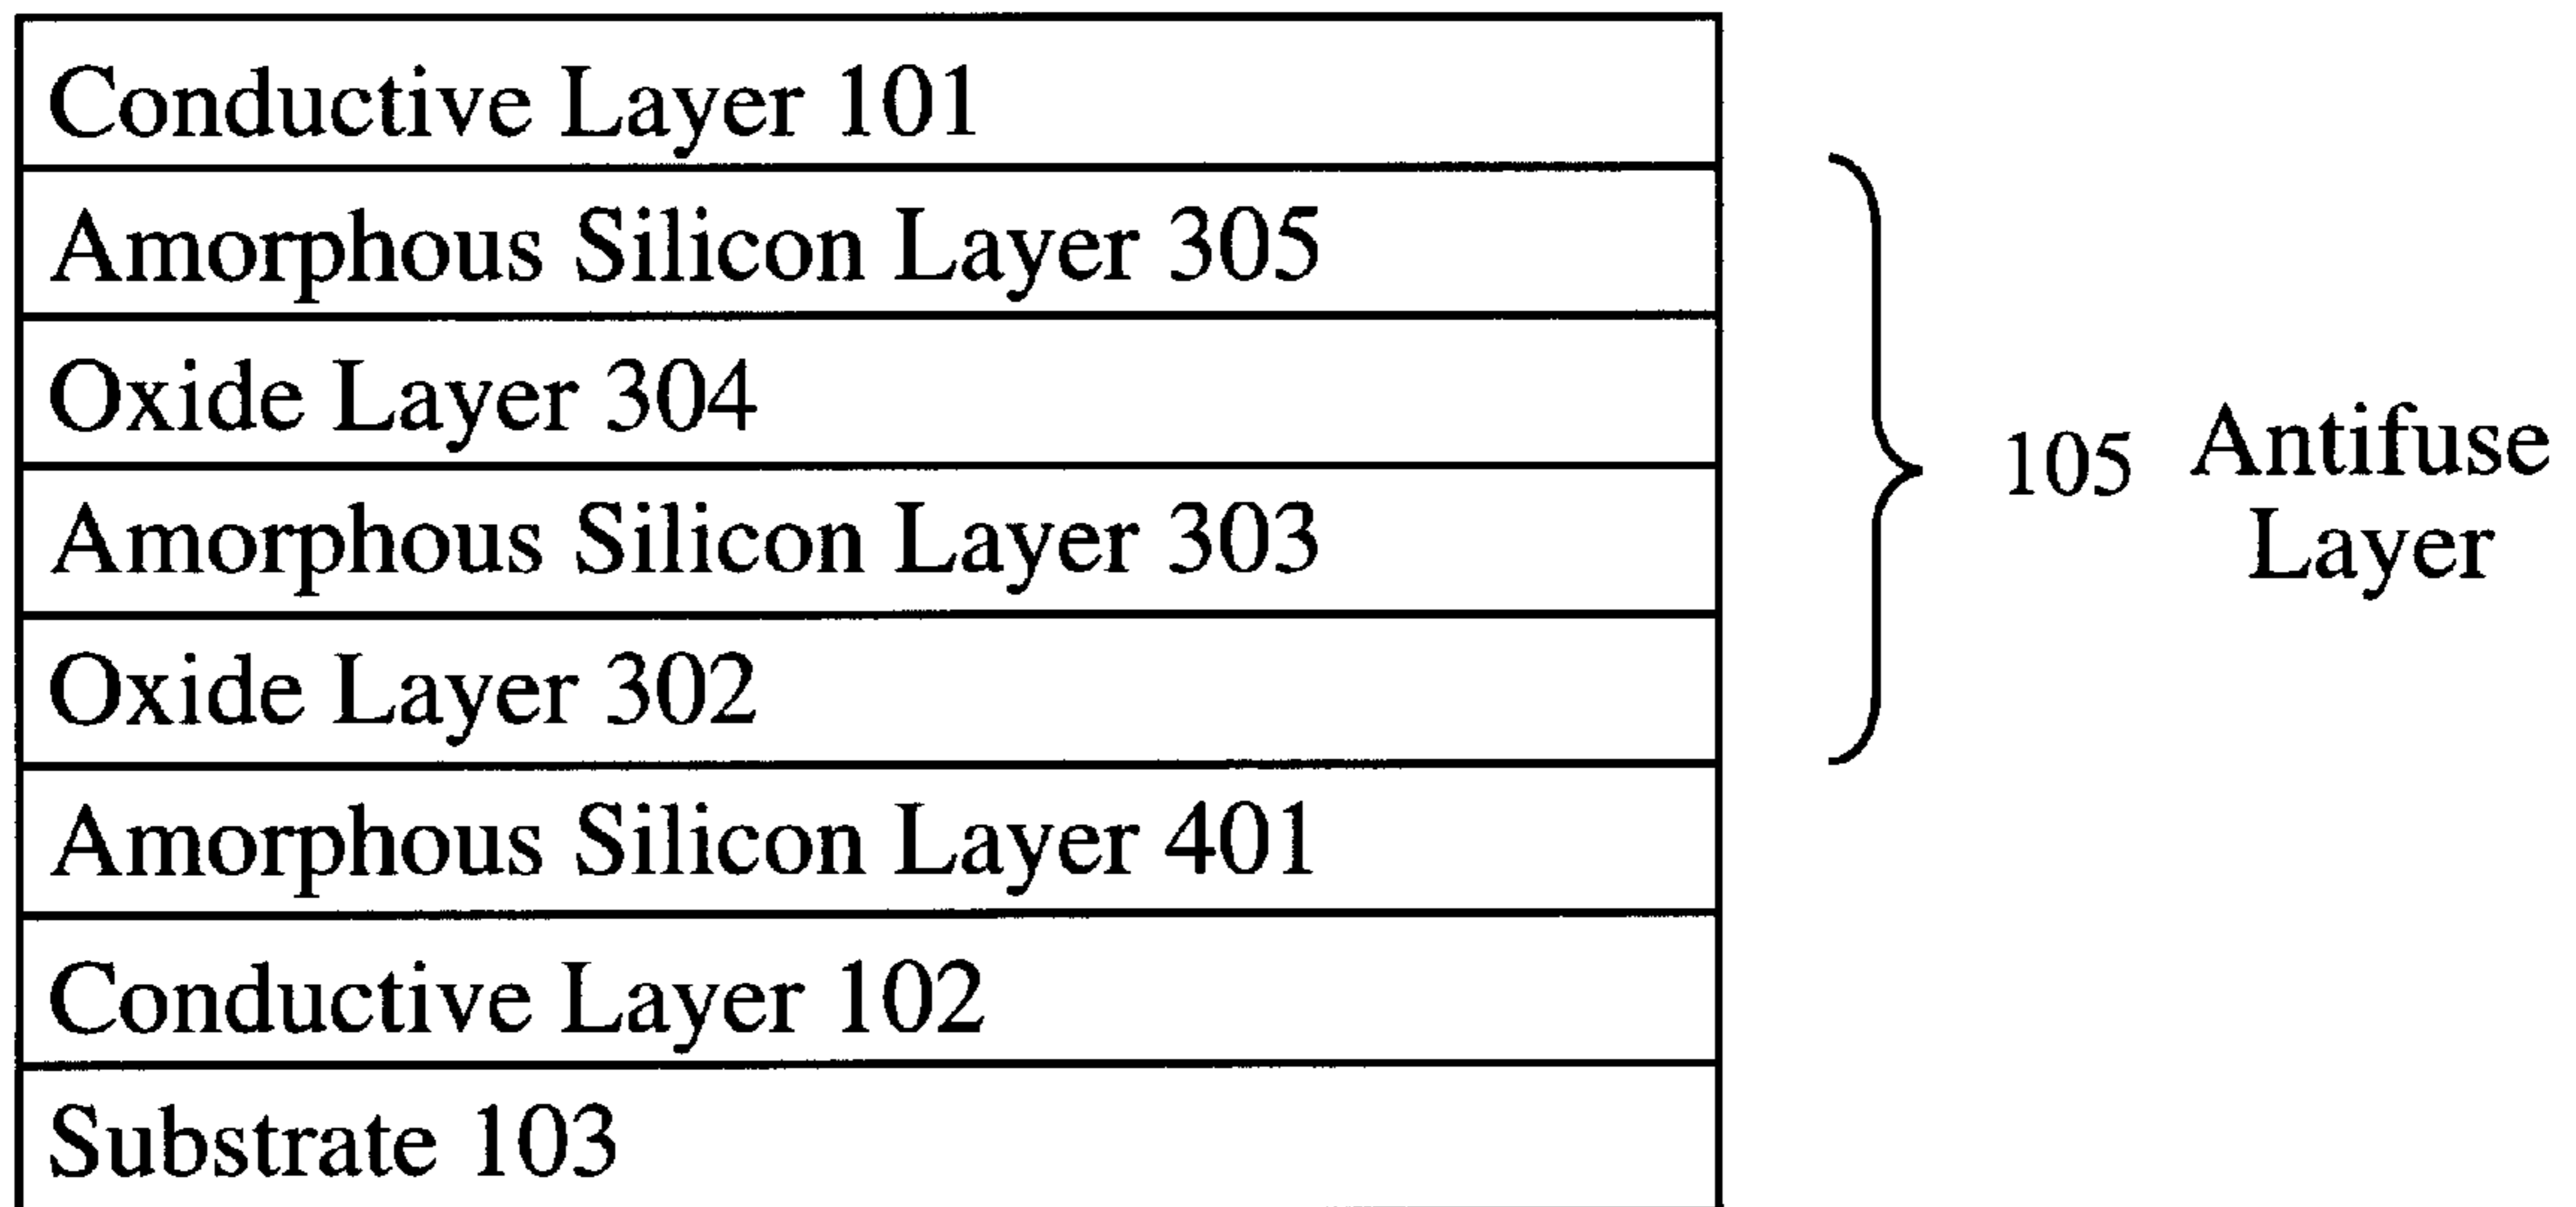 Conductive Layer 101
Amorphous Silicon Layer 305
Oxide Layer 304
Amorphous Silicon Layer 303
Oxide Layer 302
Amorphous Silicon Layer 401
Conductive Layer 102
Substrate 103
105 Antifuse
Layer